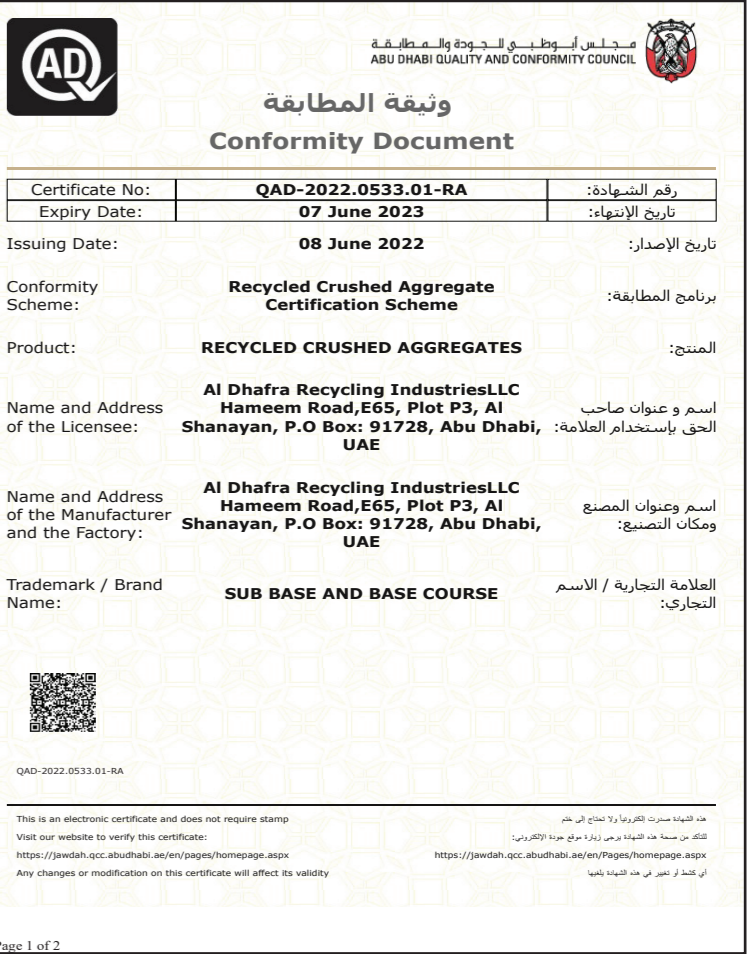 AD
مـجـلـس أبـــوظـــبـــي للـــجـــودة والـــمـــطابـــقـــة
ABU DHABI QUALITY AND CONFORMITY COUNCIL
وثيقة المطابقة
Conformity Document
Certificate No: QAD-2022.0533.01-RA رقم الشهادة:
Expiry Date: 07 June 2023 تاريخ الإنتهاء:
Issuing Date: 08 June 2022 تاريخ الإصدار:
Conformity
Scheme:
Recycled Crushed Aggregate
Certification Scheme
برنامج المطابقة:
Product: RECYCLED CRUSHED AGGREGATES المنتج:
Name and Address
of the Licensee:
Al Dhafra Recycling IndustriesLLC
Hameem Road,E65, Plot P3, Al
Shanayan, P.O Box: 91728, Abu Dhabi,
UAE
اسم و عنوان صاحب
الحق بإستخدام العلامة:
Name and Address
of the Manufacturer
and the Factory:
Al Dhafra Recycling IndustriesLLC
Hameem Road,E65, Plot P3, Al
Shanayan, P.O Box: 91728, Abu Dhabi,
UAE
اسم وعنوان المصنع
ومكان التصنيع:
Trademark / Brand
Name:
SUB BASE AND BASE COURSE
العلامة التجارية / الاسم
التجاري:
QAD-2022.0533.01-RA
This is an electronic certificate and does not require stamp
Visit our website to verify this certificate:
https://jawdah.qcc.abudhabi.ae/en/pages/homepage.aspx
Any changes or modification on this certificate will affect its validity
هذه الشهادة صدرت إلكترونياً ولا تحتاج إلى ختم
للتأكد من صحة هذه الشهادة يرجى زيارة موقع جودة الإلكتروني:
https://jawdah.qcc.abudhabi.ae/en/Pages/homepage.aspx
أي كشط أو تغيير في هذه الشهادة يلغيها
Page 1 of 2